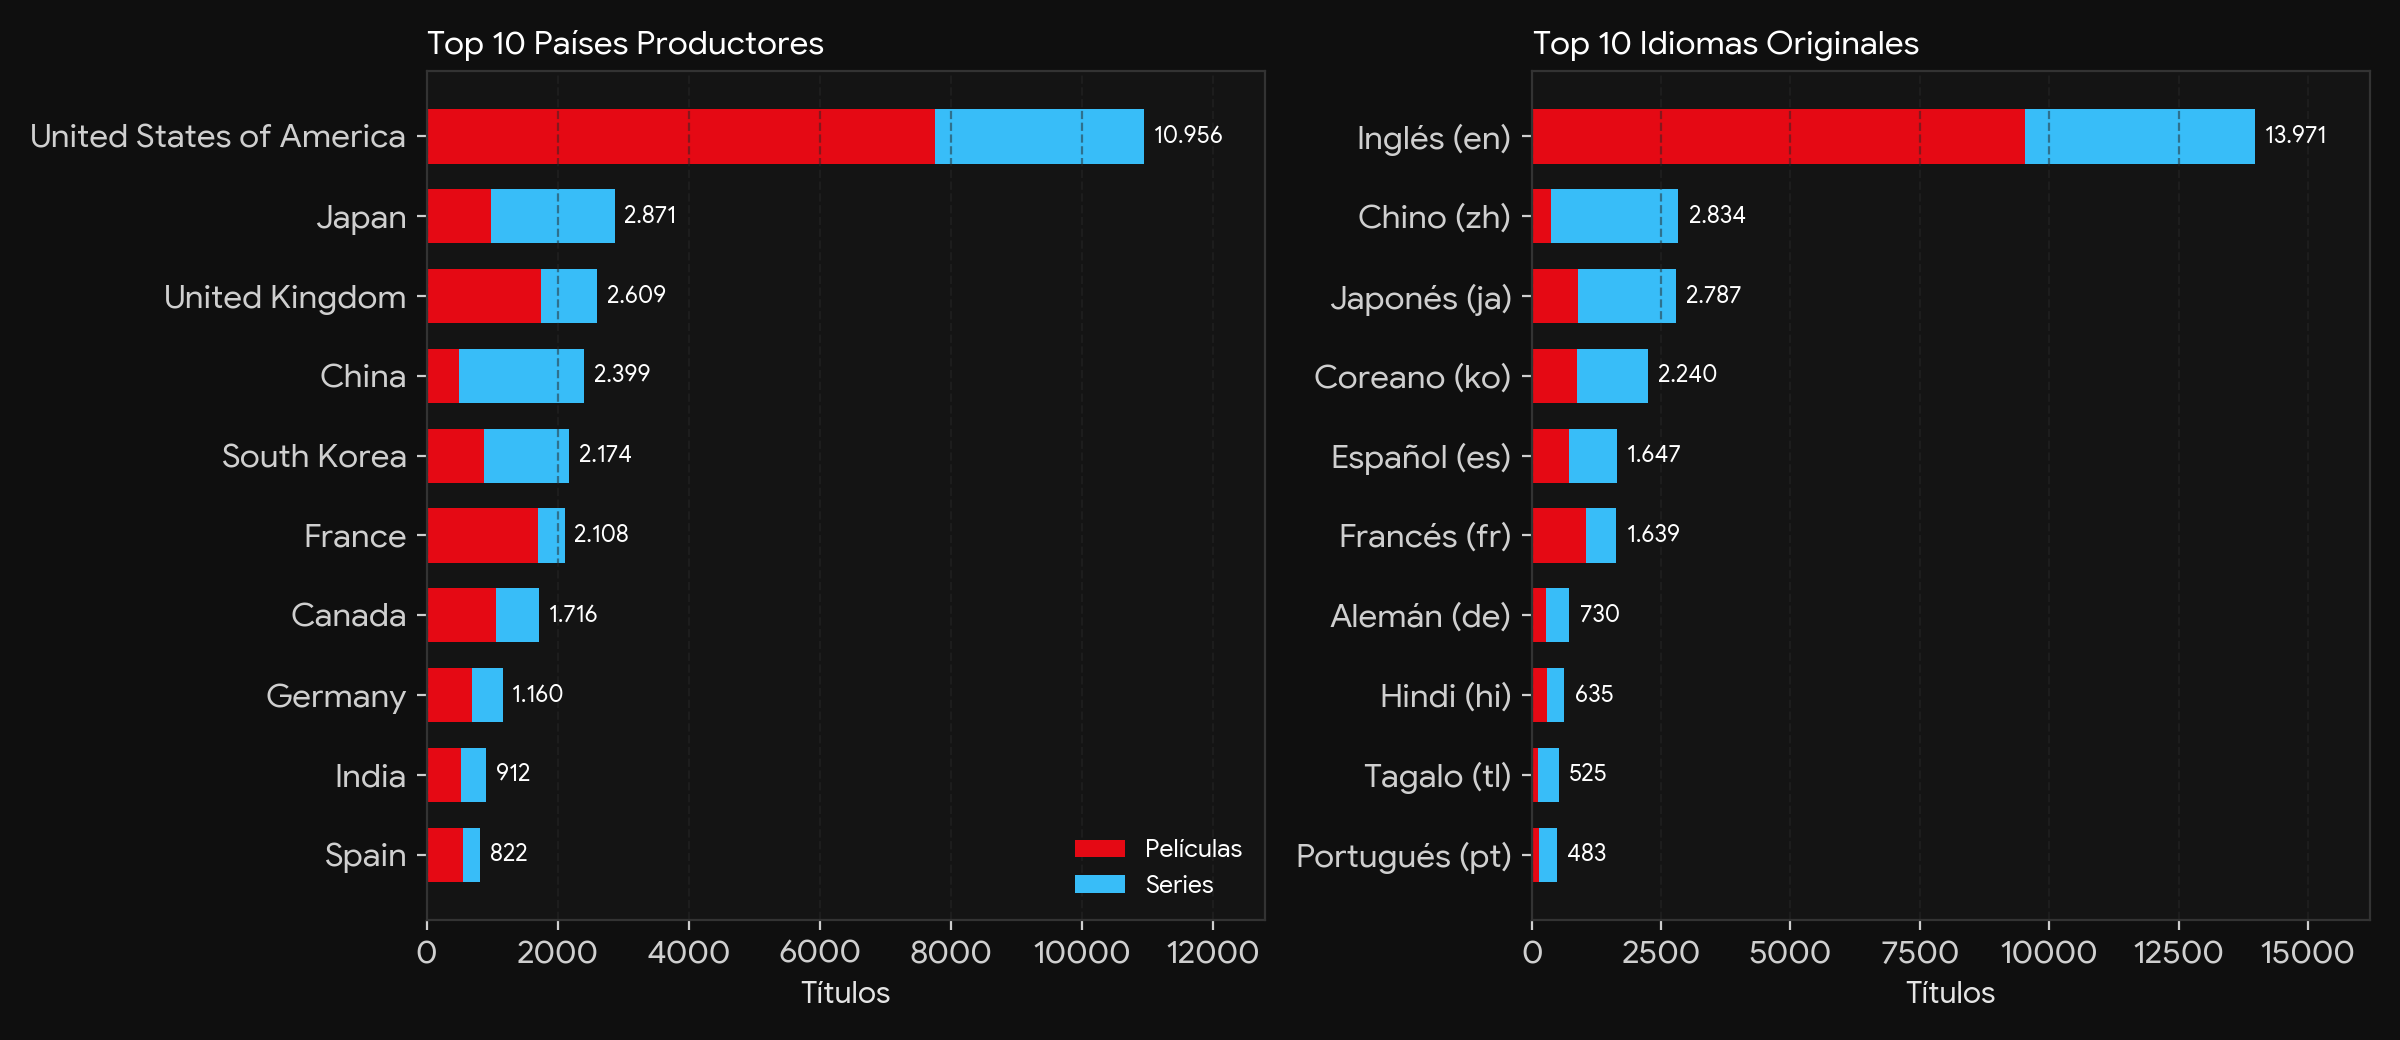 Top 10 Países Productores
United States of America
10.956
Japan
2.871
United Kingdom
2.609
China
2.399
South Korea
2.174
France
2.108
Canada
1.716
Germany
1.160
India
912
Spain
822
Películas
Series
0 2000 4000 6000 8000 10000 12000
Títulos
Top 10 Idiomas Originales
Inglés (en)
13.971
Chino (zh)
2.834
Japonés (ja)
2.787
Coreano (ko)
2.240
Español (es)
1.647
Francés (fr)
1.639
Alemán (de)
730
Hindi (hi)
635
Tagalo (tl)
525
Portugués (pt)
483
0 2500 5000 7500 10000 12500 15000
Títulos